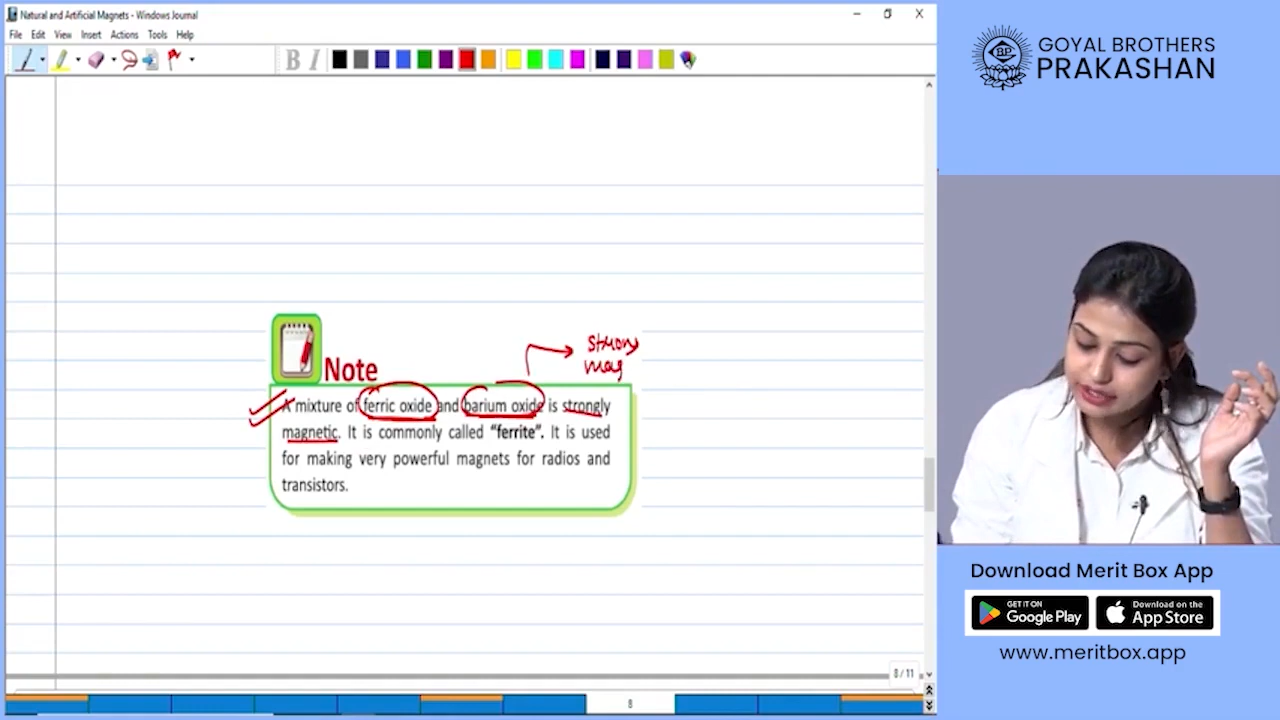 Natural and Artificial Magnets - Windows Journal
File Edit View Insert Actions Tools Help
B I
GOYAL BROTHERS
PRAKASHAN
BP
strong
mag
Note
A mixture of ferric oxide and barium oxide is strongly
magnetic. It is commonly called "ferrite". It is used
for making very powerful magnets for radios and
transistors.
Download Merit Box App
GET IT ON
Google Play
Download on the
App Store
www.meritbox.app
8 / 11
8